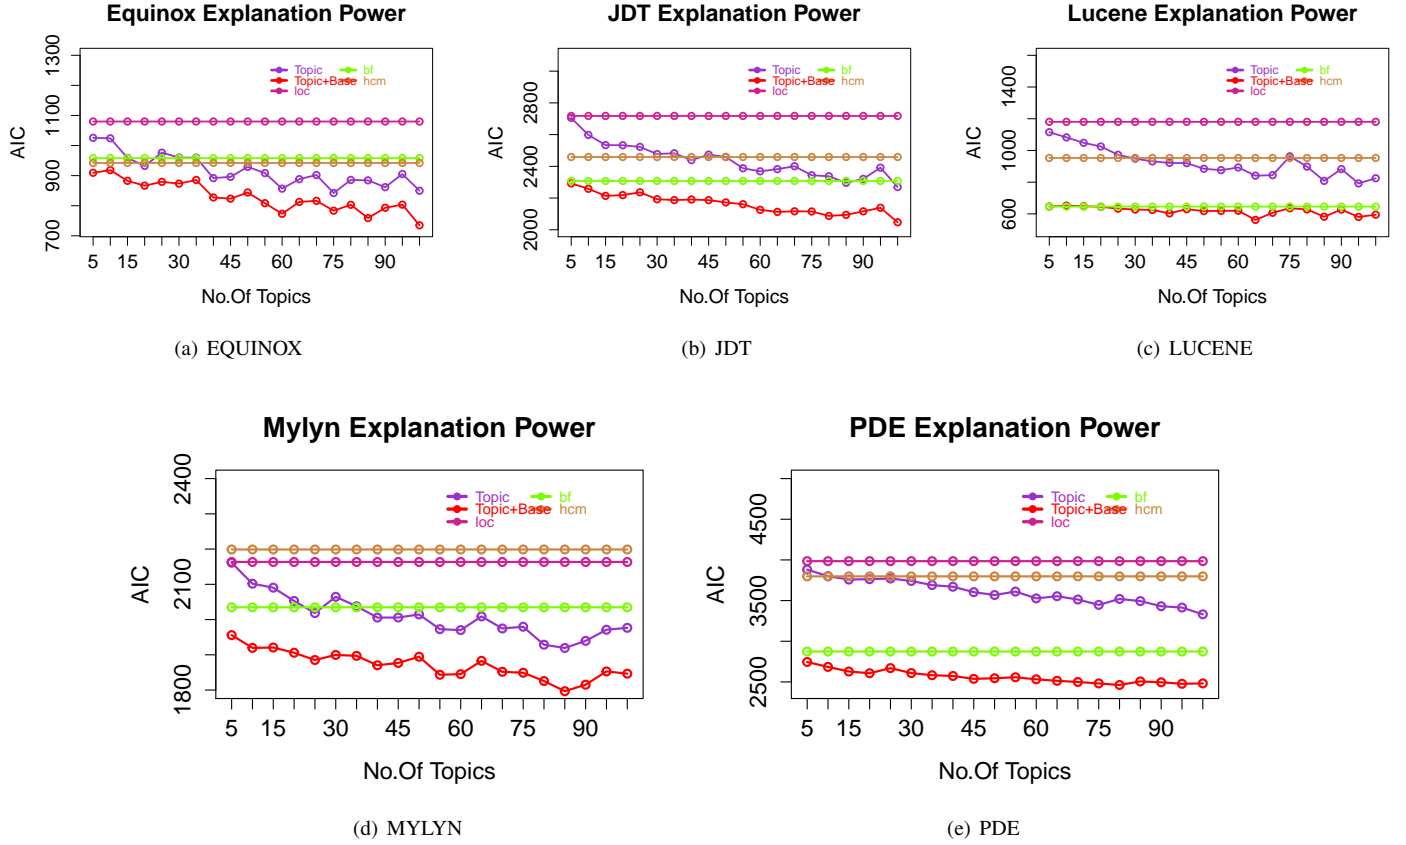 Equinox Explanation Power
AIC
1300
1100
900
700
Topic
Topic+Base
loc
bf
hcm
5 15 30 45 60 75 90
No.Of Topics
(a) EQUINOX
JDT Explanation Power
AIC
2800
2400
2000
Topic
Topic+Base
loc
bf
hcm
5 15 30 45 60 75 90
No.Of Topics
(b) JDT
Lucene Explanation Power
AIC
1400
1000
600
Topic
Topic+Base
loc
bf
hcm
5 15 30 45 60 75 90
No.Of Topics
(c) LUCENE
Mylyn Explanation Power
AIC
2400
2100
1800
Topic
Topic+Base
loc
bf
hcm
5 15 30 45 60 75 90
No.Of Topics
(d) MYLYN
PDE Explanation Power
AIC
4500
3500
2500
Topic
Topic+Base
loc
bf
hcm
5 15 30 45 60 75 90
No.Of Topics
(e) PDE